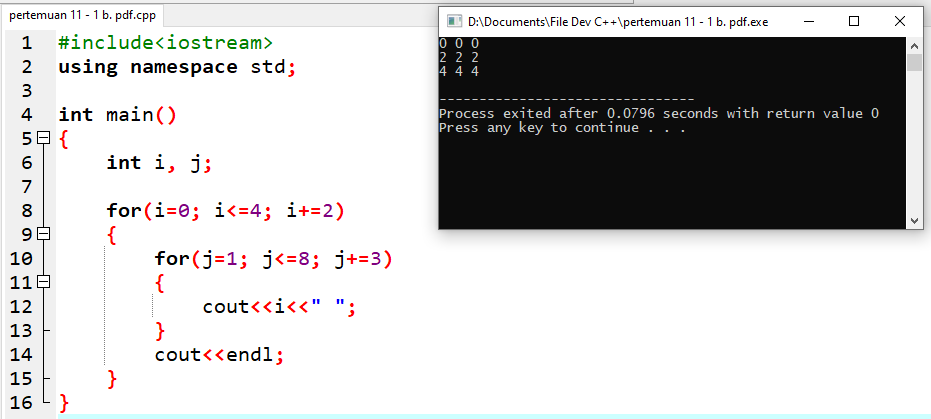 pertemuan 11 - 1 b. pdf.cpp
1 #include<iostream>
2 using namespace std;
3
4 int main()
5 {
6 int i, j;
7
8 for(i=0; i<=4; i+=2)
9 {
10 for(j=1; j<=8; j+=3)
11 {
12 cout<<i<<" ";
13 }
14 cout<<endl;
15 }
16 }
D:\Documents\File Dev C++\pertemuan 11 - 1 b. pdf.exe
0 0 0
2 2 2
4 4 4
--------------------------------
Process exited after 0.0796 seconds with return value 0
Press any key to continue . . .